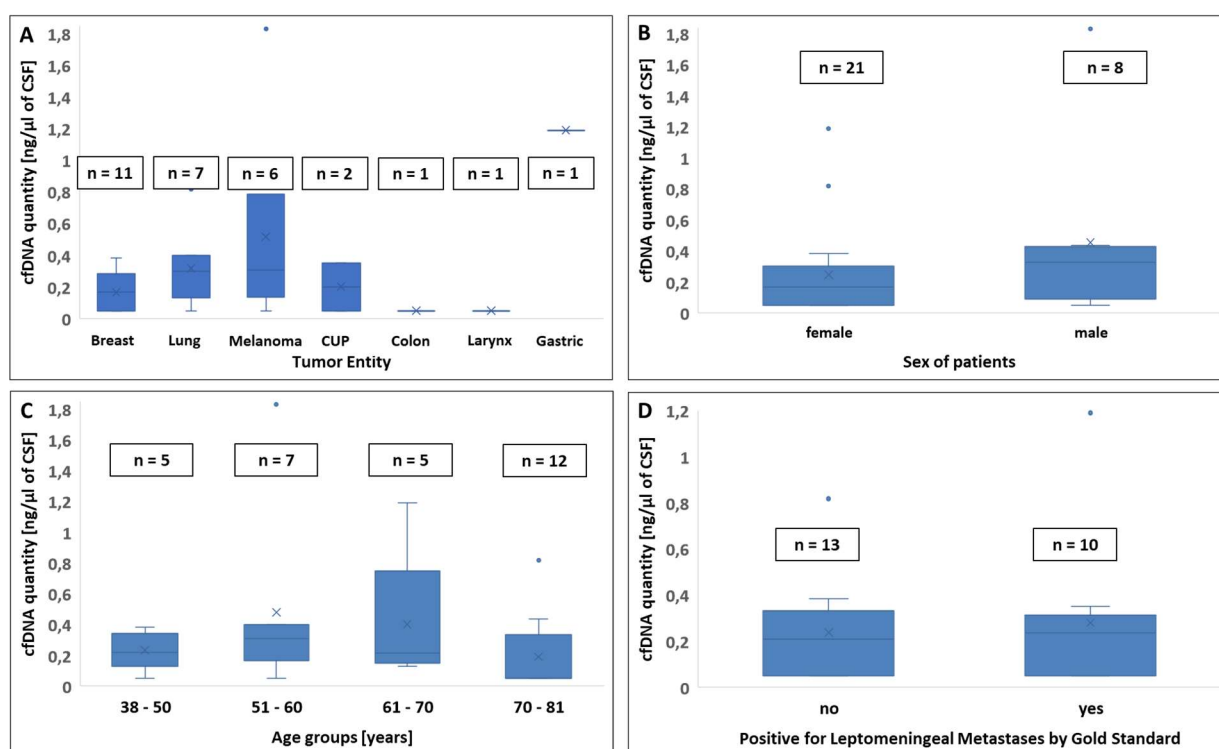 A
cfDNA quantity [ng/µl of CSF]
1,8
1,6
1,4
1,2
1
0,8
0,6
0,4
0,2
0
n = 11
n = 7
n = 6
n = 2
n = 1
n = 1
n = 1
Breast
Lung
Melanoma
CUP
Colon
Larynx
Gastric
Tumor Entity
B
cfDNA quantity [ng/µl of CSF]
1,8
1,6
1,4
1,2
1
0,8
0,6
0,4
0,2
0
n = 21
n = 8
female
male
Sex of patients
C
cfDNA quantity [ng/µl of CSF]
1,8
1,6
1,4
1,2
1
0,8
0,6
0,4
0,2
0
n = 5
n = 7
n = 5
n = 12
38 - 50
51 - 60
61 - 70
70 - 81
Age groups [years]
D
cfDNA quantity [ng/µl of CSF]
1,2
1
0,8
0,6
0,4
0,2
0
n = 13
n = 10
no
yes
Positive for Leptomeningeal Metastases by Gold Standard